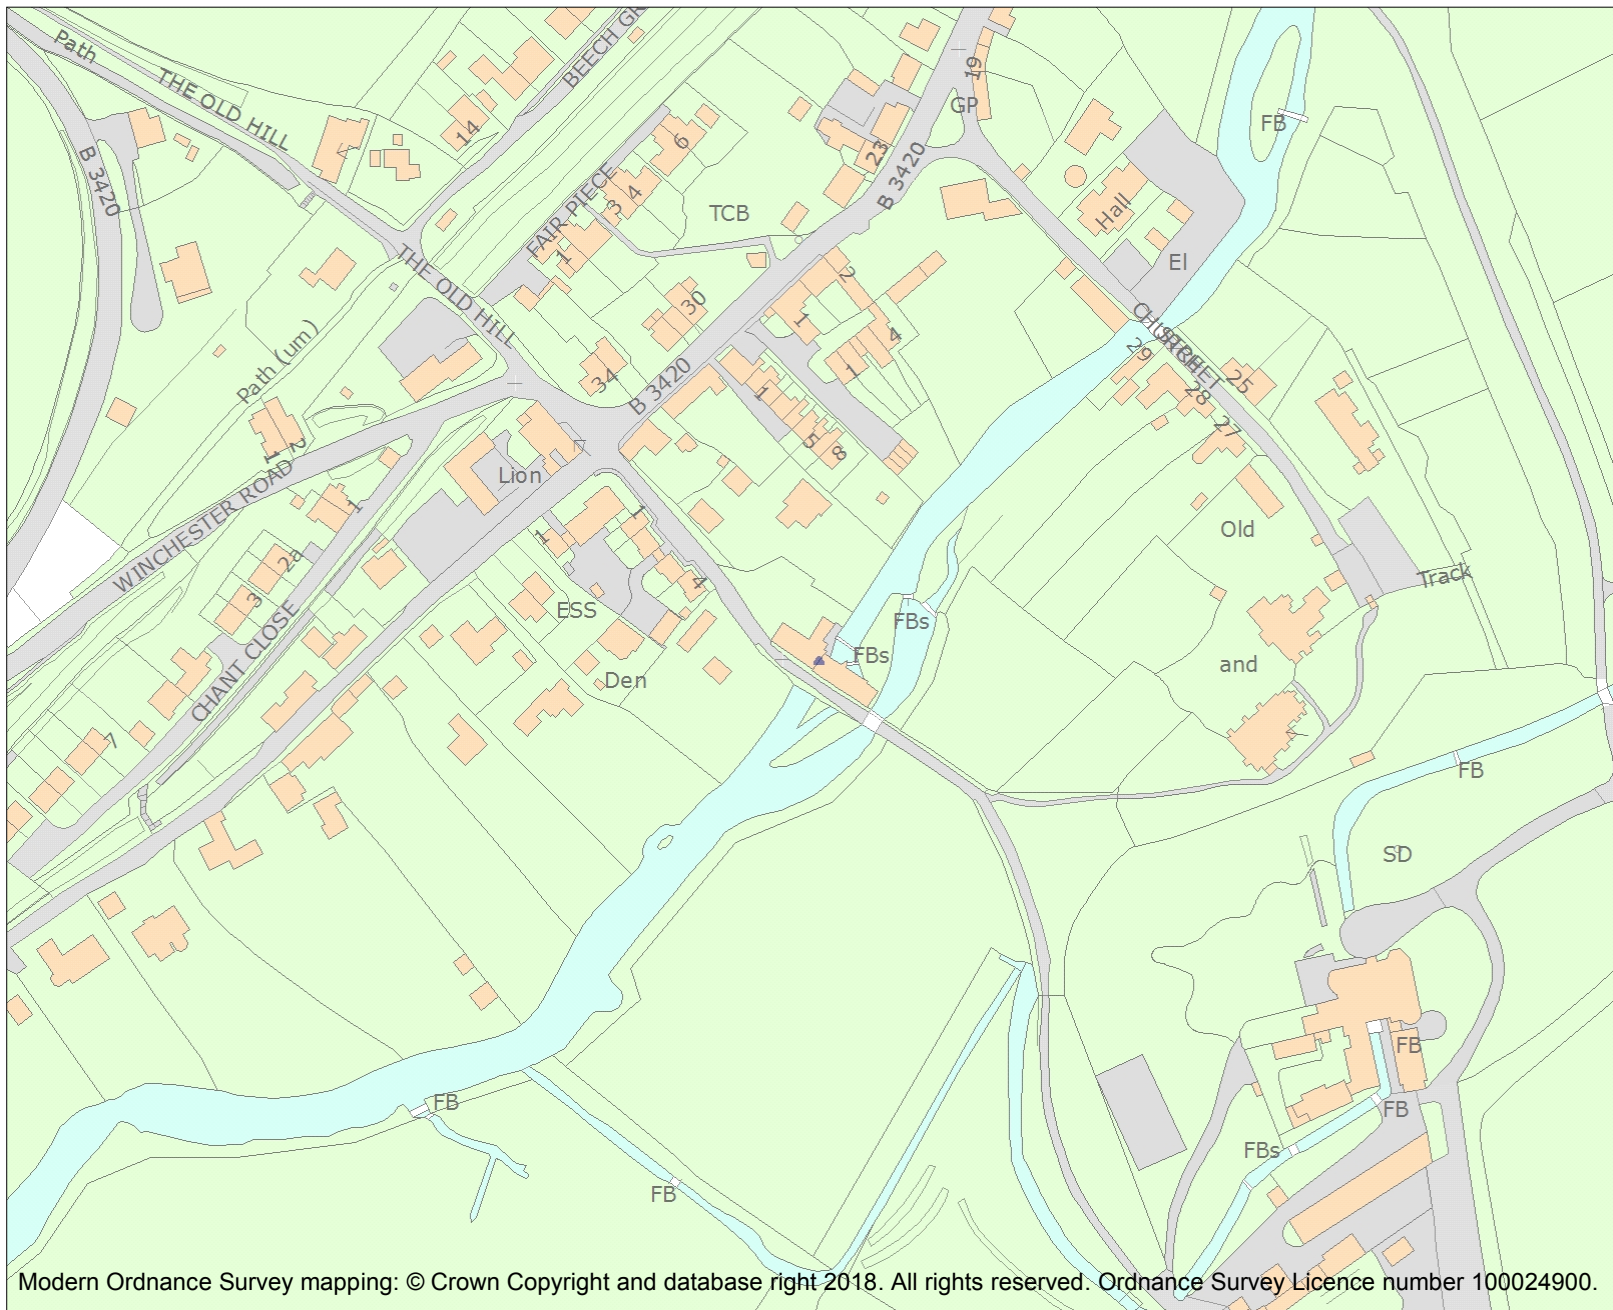 Path
THE OLD HILL
BEECH GR
19
GP
FB
14
6
B 3420
23
B 3420
FAIR PIECE
3 4
TCB
Hall
1
El
THE OLD HILL
2
30
1
4
CHURCH
STREET
Path (um)
34
B 3420
1
29
25
28
1
27
2
1
5
8
Lion
WINCHESTER ROAD
1
1
1
Old
2a
3
4
Track
ESS
FBs
FBs
and
CHANT CLOSE
Den
7
FB
SD
FB
FB
FB
FBs
FB
Modern Ordnance Survey mapping: © Crown Copyright and database right 2018. All rights reserved. Ordnance Survey Licence number 100024900.